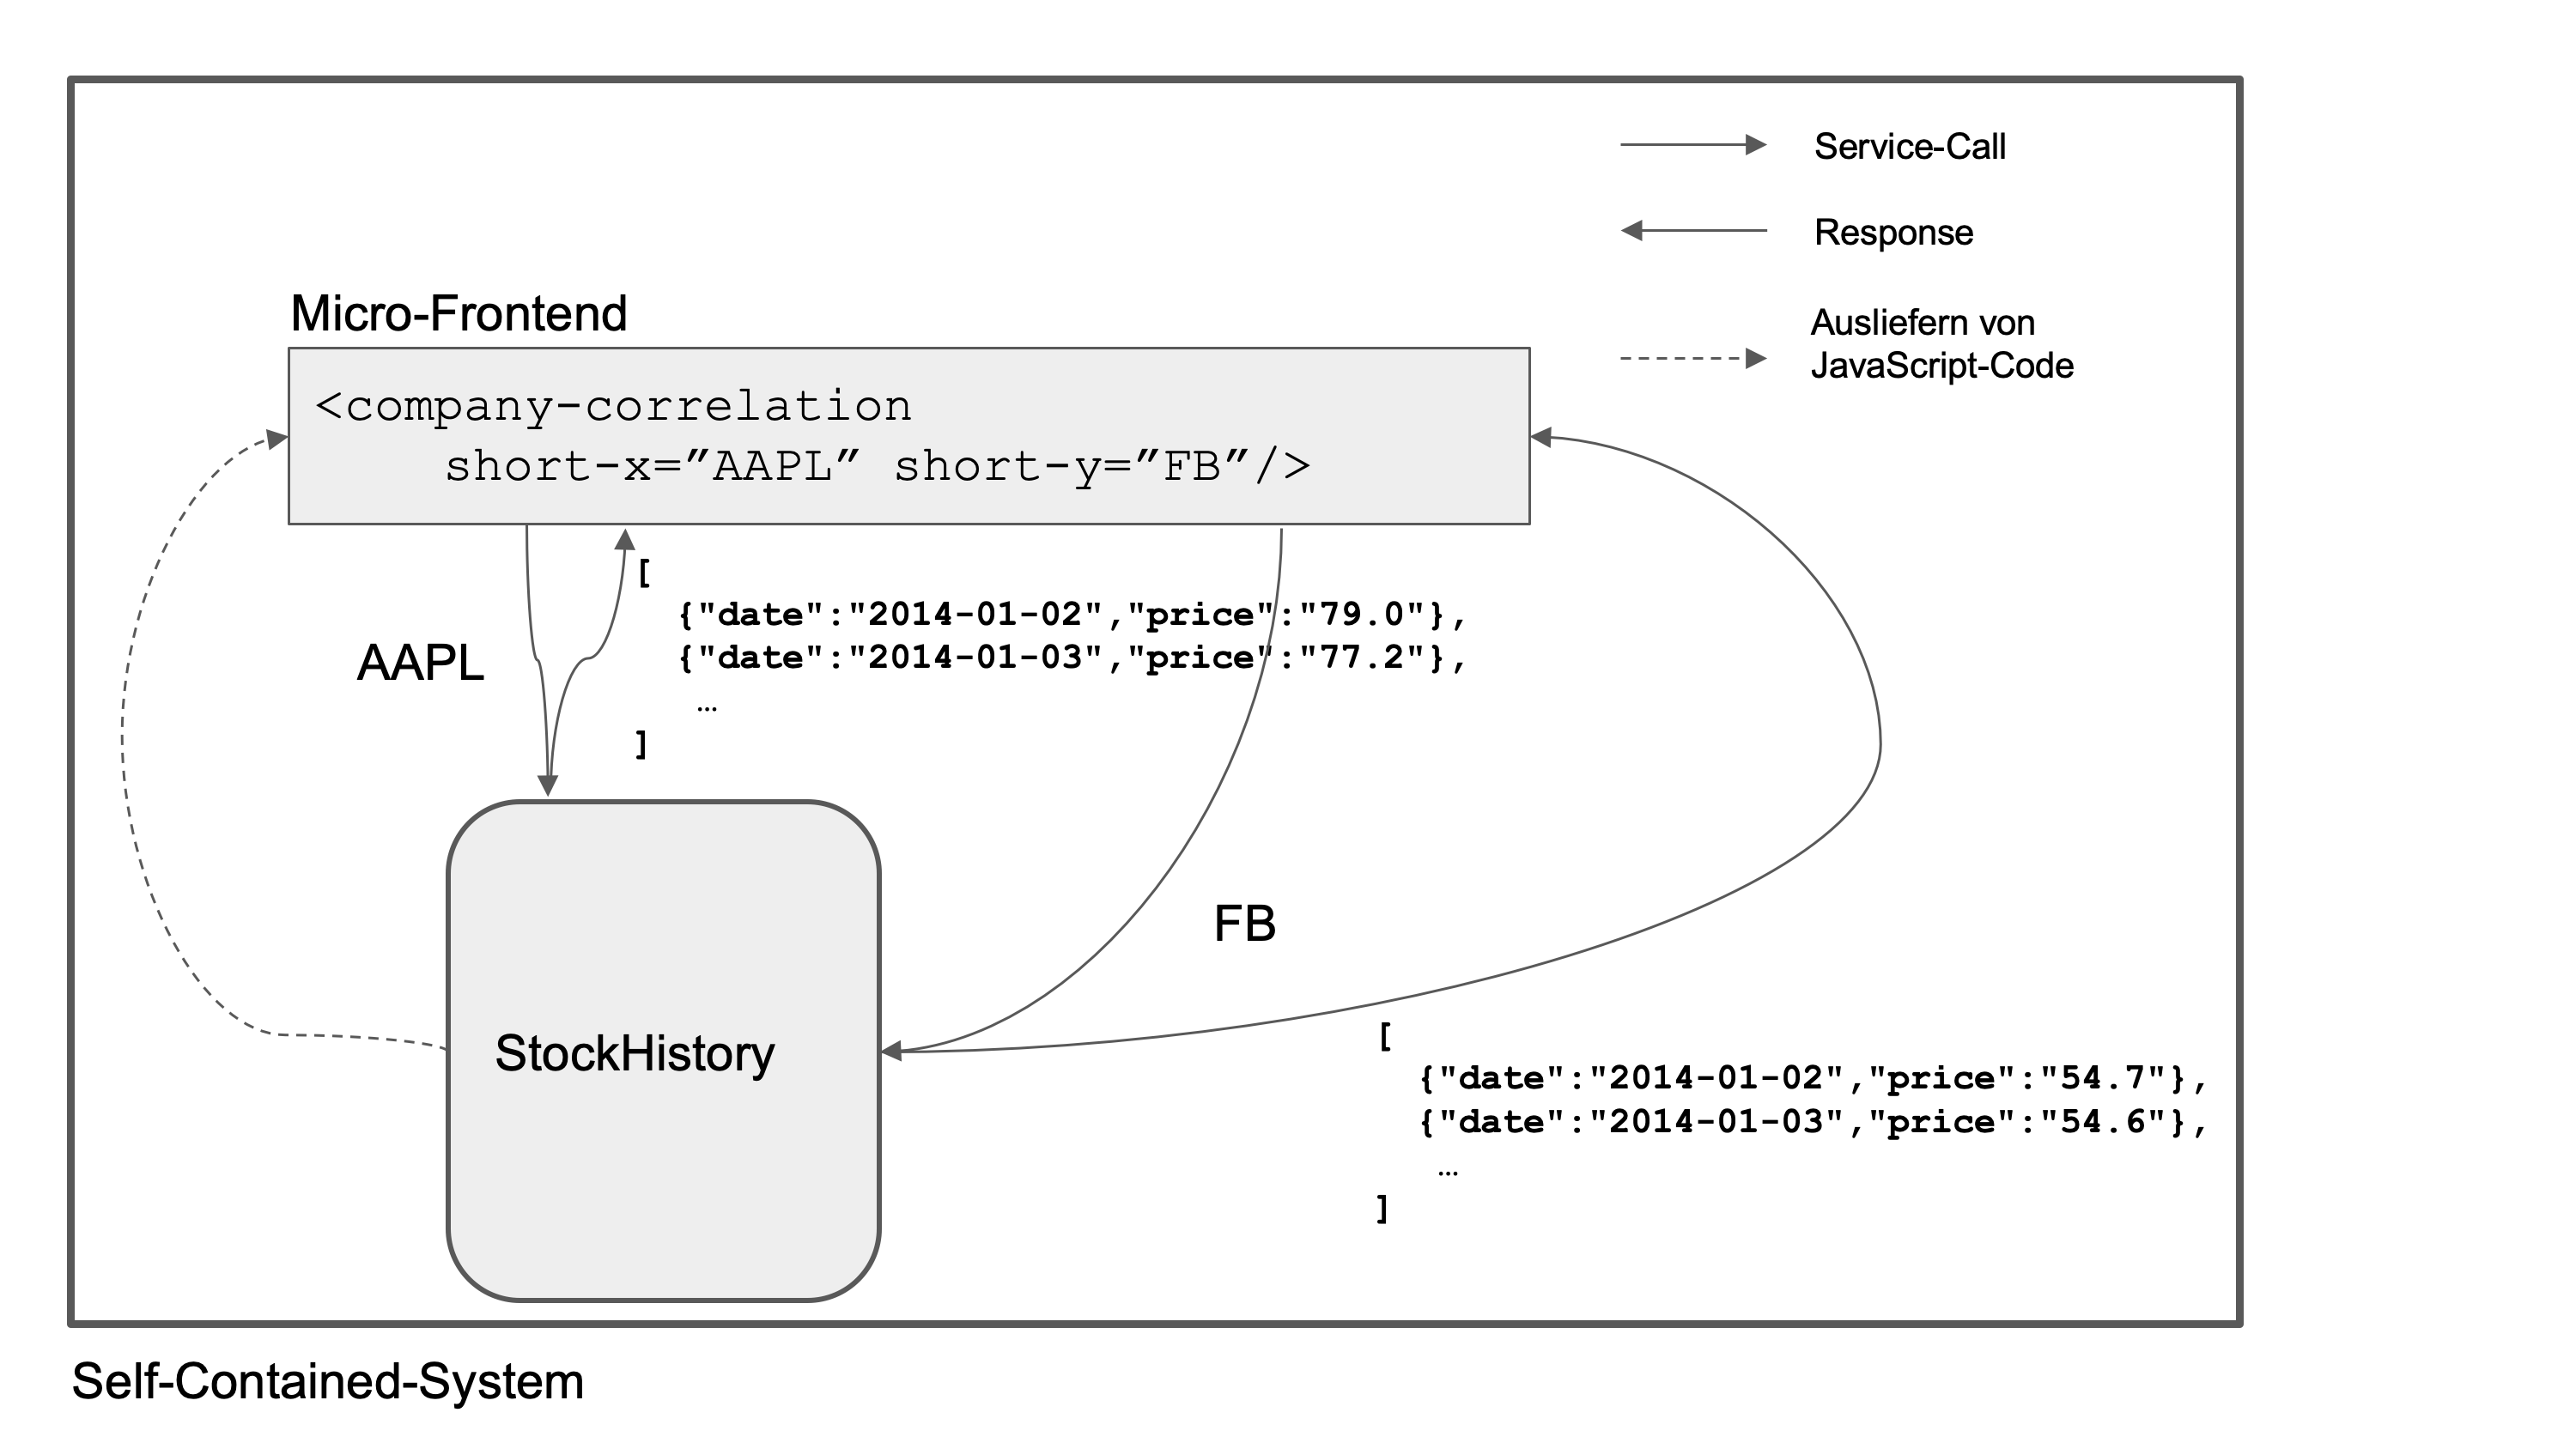 Service-Call
Response
Ausliefern von
JavaScript-Code
Micro-Frontend
<company-correlation
short-x=”AAPL” short-y=”FB”/>
AAPL
[
{"date":"2014-01-02","price":"79.0"},
{"date":"2014-01-03","price":"77.2"},
…
]
StockHistory
FB
[
{"date":"2014-01-02","price":"54.7"},
{"date":"2014-01-03","price":"54.6"},
…
]
Self-Contained-System